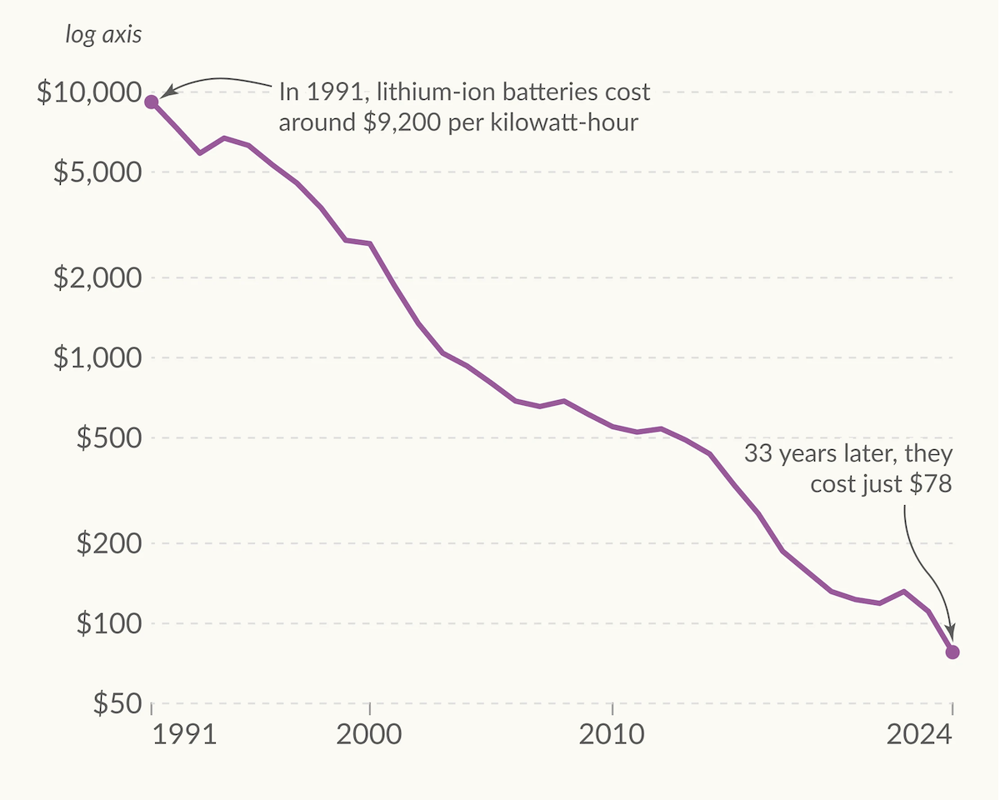 log axis
$10,000
In 1991, lithium-ion batteries cost
around $9,200 per kilowatt-hour
$5,000
$2,000
$1,000
$500
33 years later, they
cost just $78
$200
$100
$50
1991 2000 2010 2024